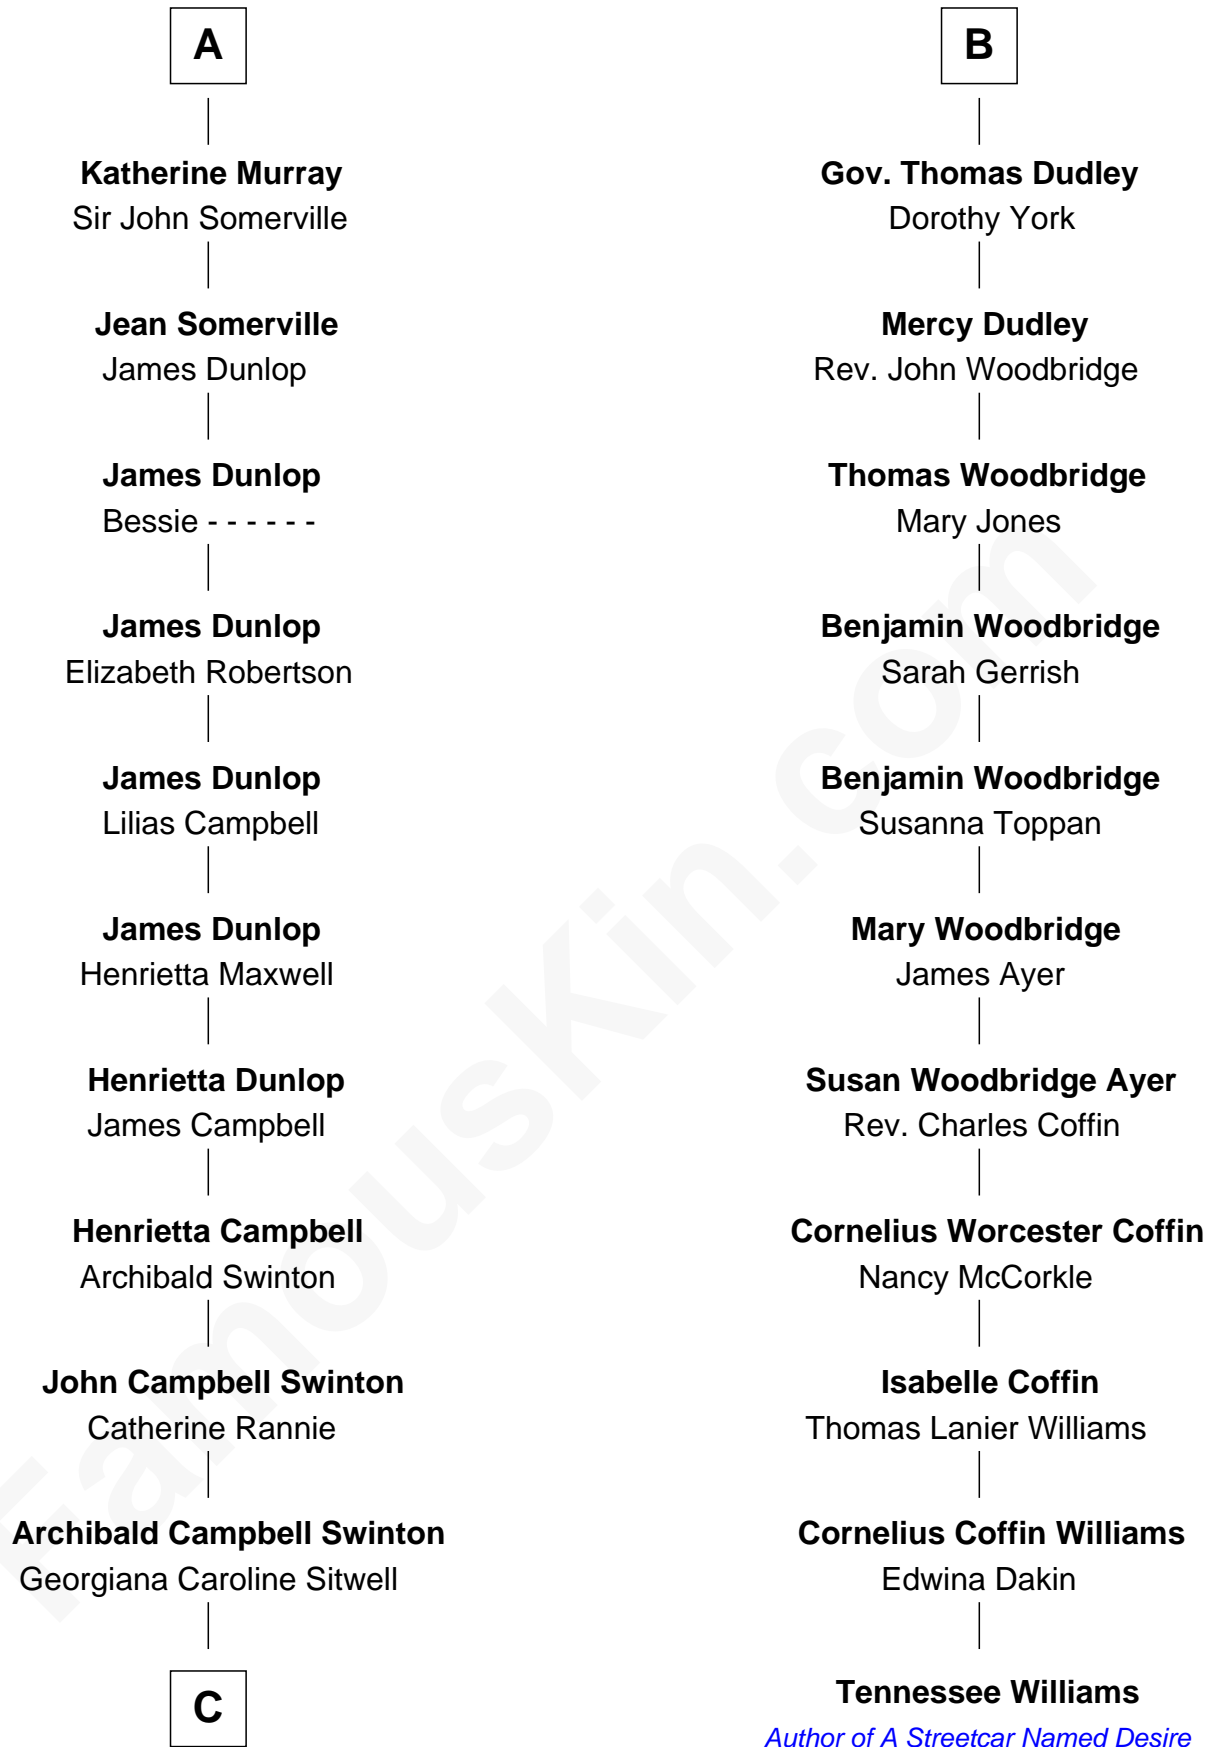 A
Katherine Murray
Sir John Somerville
Jean Somerville
James Dunlop
James Dunlop
Bessie - - - - - -
James Dunlop
Elizabeth Robertson
James Dunlop
Lilias Campbell
James Dunlop
Henrietta Maxwell
Henrietta Dunlop
James Campbell
Henrietta Campbell
Archibald Swinton
John Campbell Swinton
Catherine Rannie
Archibald Campbell Swinton
Georgiana Caroline Sitwell
C
B
Gov. Thomas Dudley
Dorothy York
Mercy Dudley
Rev. John Woodbridge
Thomas Woodbridge
Mary Jones
Benjamin Woodbridge
Sarah Gerrish
Benjamin Woodbridge
Susanna Toppan
Mary Woodbridge
James Ayer
Susan Woodbridge Ayer
Rev. Charles Coffin
Cornelius Worcester Coffin
Nancy McCorkle
Isabelle Coffin
Thomas Lanier Williams
Cornelius Coffin Williams
Edwina Dakin
Tennessee Williams
Author of A Streetcar Named Desire
FamousKin.com